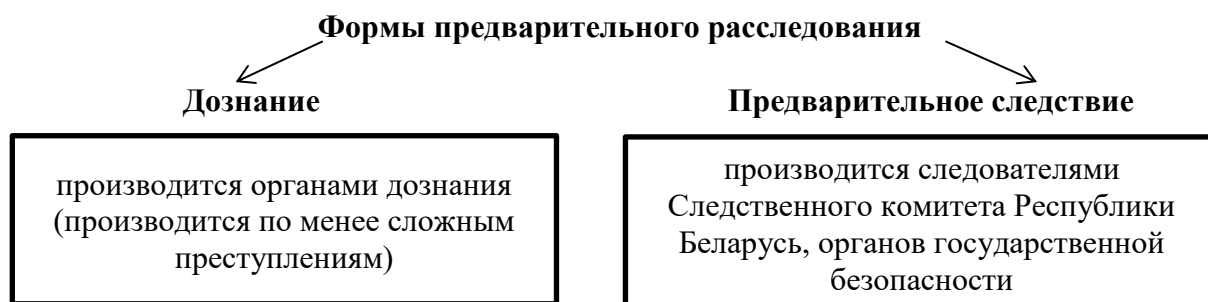 Формы предварительного расследования
Дознание
Предварительное следствие
производится органами дознания
(производится по менее сложным
преступлениям)
производится следователями
Следственного комитета Республики
Беларусь, органов государственной
безопасности